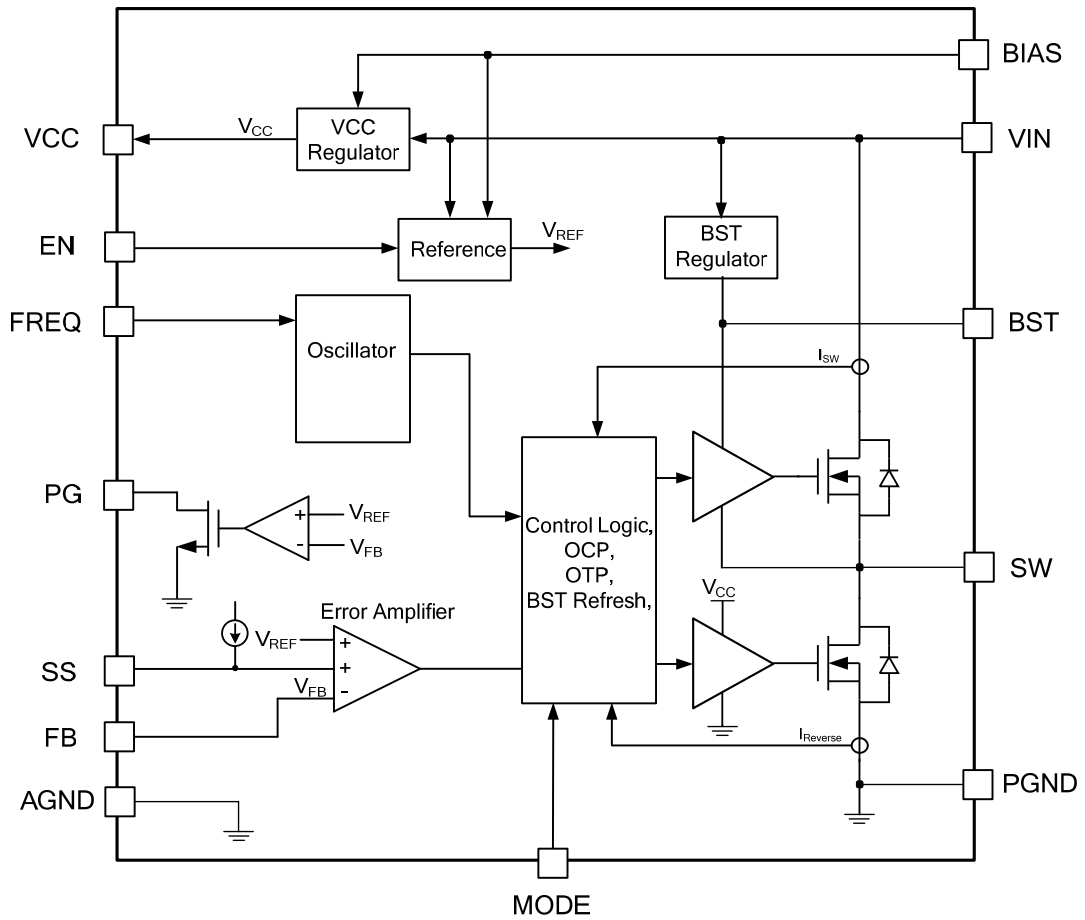 BIAS
VCC
VCC
VCC
Regulator
VIN
EN
Reference
VREF
BST
Regulator
FREQ
Oscillator
BST
ISW
PG
+
VREF
-
VFB
Control Logic,
OCP,
OTP,
BST Refresh,
SW
VCC
Error Amplifier
VREF
+
SS
+
VFB
-
FB
IReverse
AGND
PGND
MODE